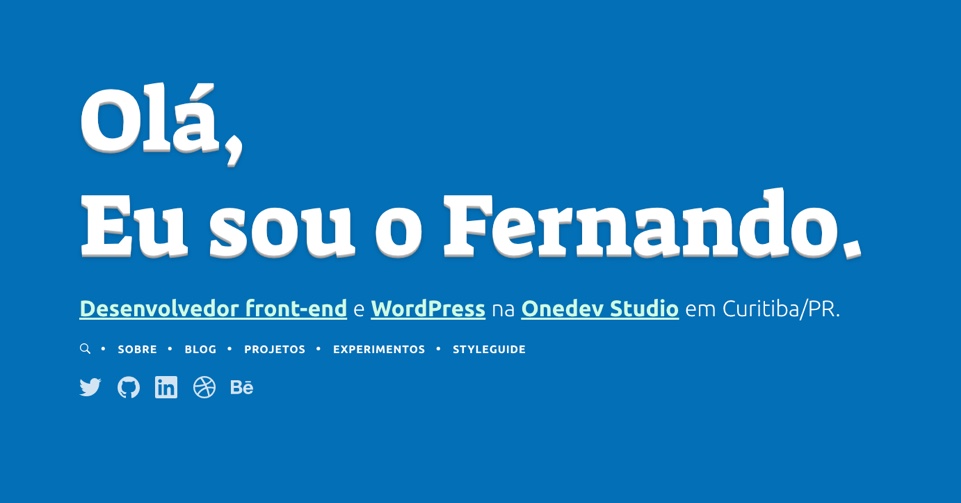 Olá,
Eu sou o Fernando.
Desenvolvedor front-end e WordPress na Onedev Studio em Curitiba/PR.
• SOBRE • BLOG • PROJETOS • EXPERIMENTOS • STYLEGUIDE
in Bē